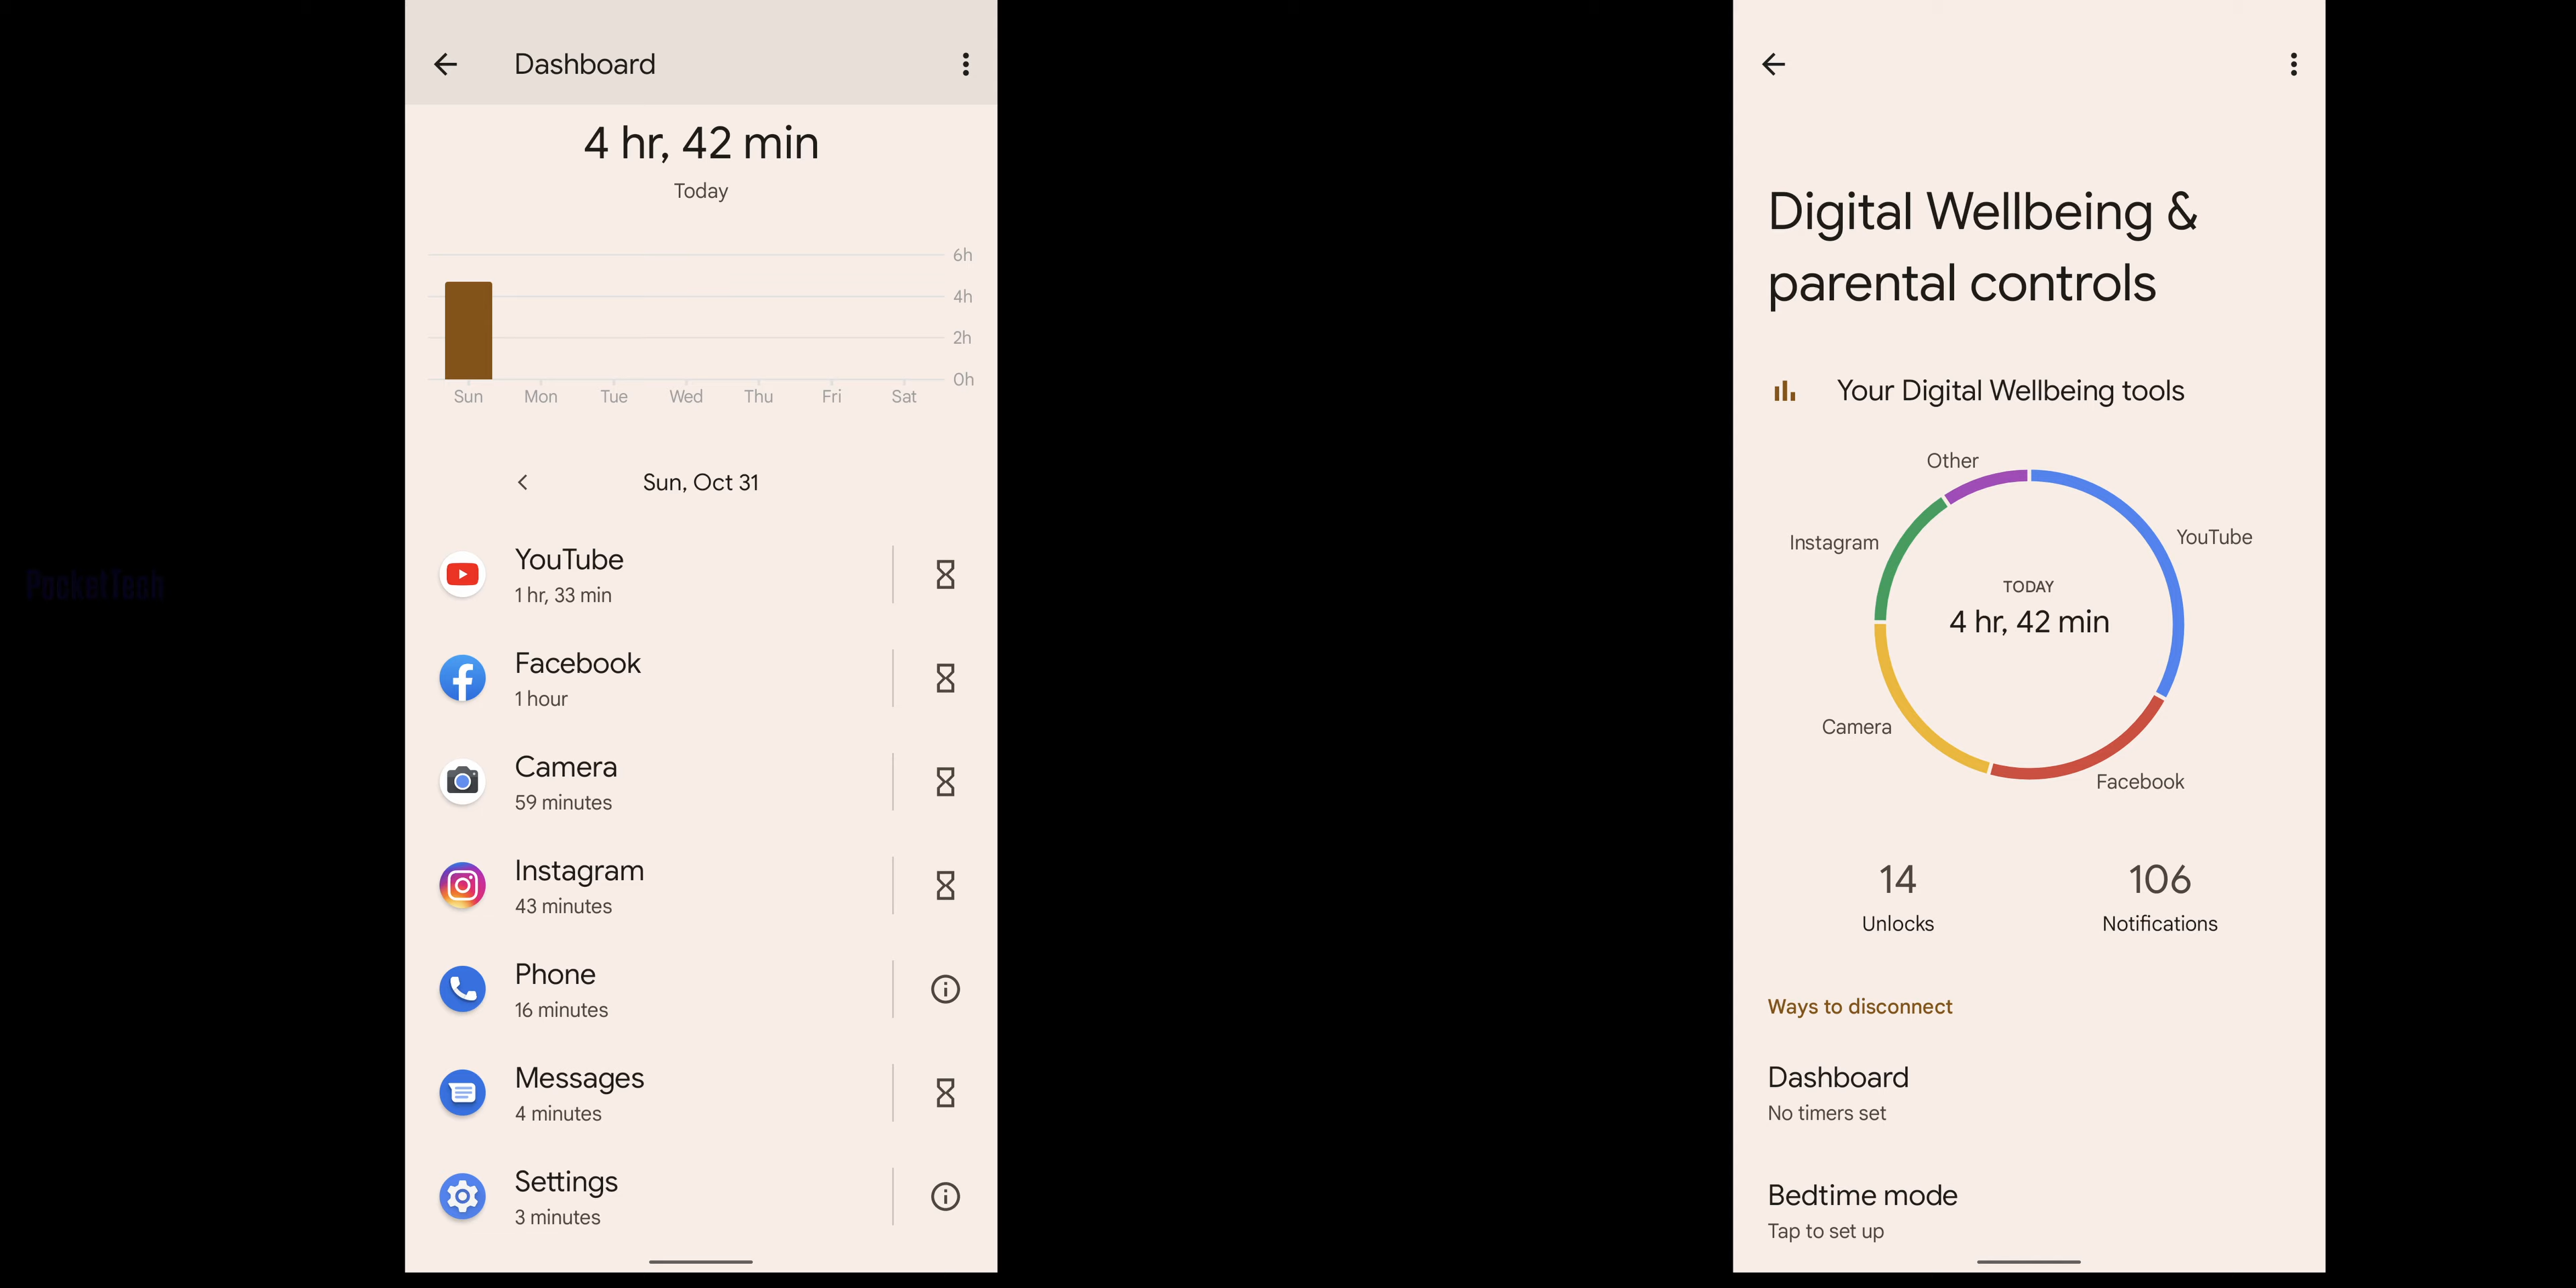 Dashboard
4 hr, 42 min
Today
6h
4h
2h
0h
Sun Mon Tue Wed Thu Fri Sat
Sun, Oct 31
YouTube
1 hr, 33 min
Facebook
1 hour
Camera
59 minutes
Instagram
43 minutes
Phone
16 minutes
Messages
4 minutes
Settings
3 minutes
PocketTech
Digital Wellbeing &
parental controls
Your Digital Wellbeing tools
Other
YouTube
Instagram
TODAY
4 hr, 42 min
Camera
Facebook
14
Unlocks
106
Notifications
Ways to disconnect
Dashboard
No timers set
Bedtime mode
Tap to set up